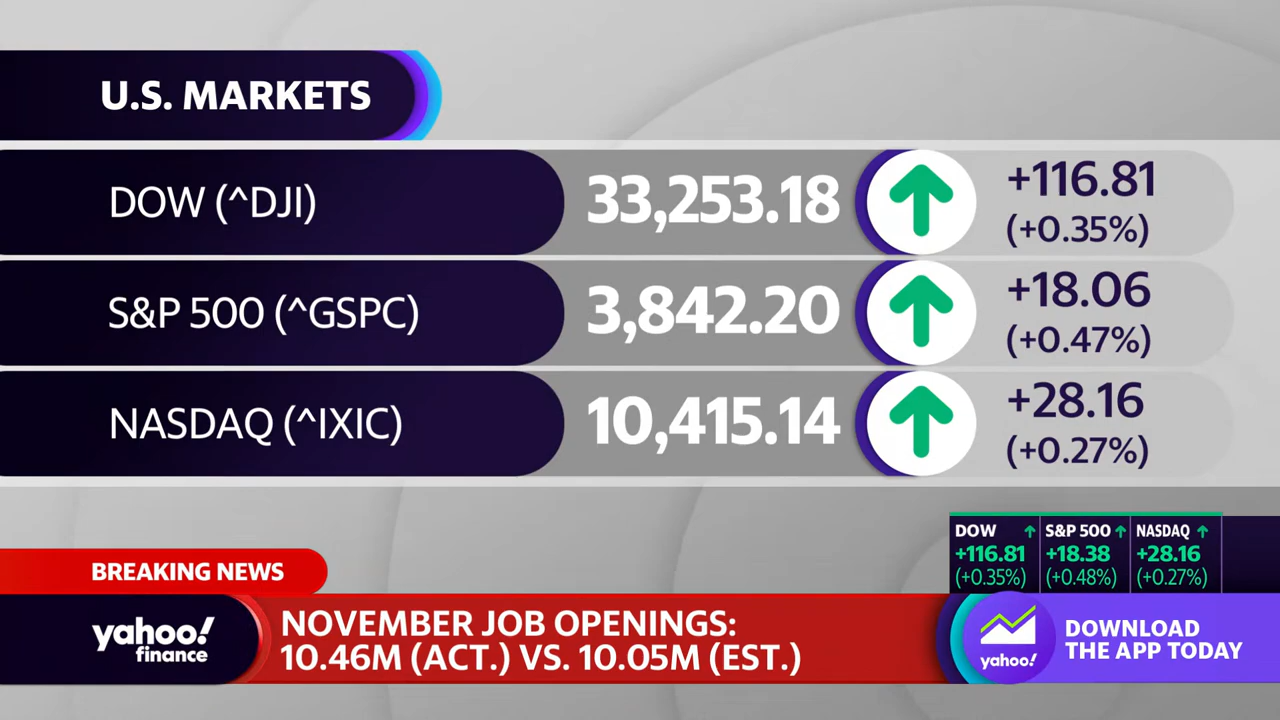 U.S. MARKETS
DOW (^DJI) 33,253.18 +116.81
(+0.35%)
S&P 500 (^GSPC) 3,842.20 +18.06
(+0.47%)
NASDAQ (^IXIC) 10,415.14 +28.16
(+0.27%)
DOW S&P 500 NASDAQ
+116.81 +18.38 +28.16
(+0.35%) (+0.48%) (+0.27%)
BREAKING NEWS
yahoo!
finance
NOVEMBER JOB OPENINGS:
10.46M (ACT.) VS. 10.05M (EST.)
yahoo!
DOWNLOAD
THE APP TODAY